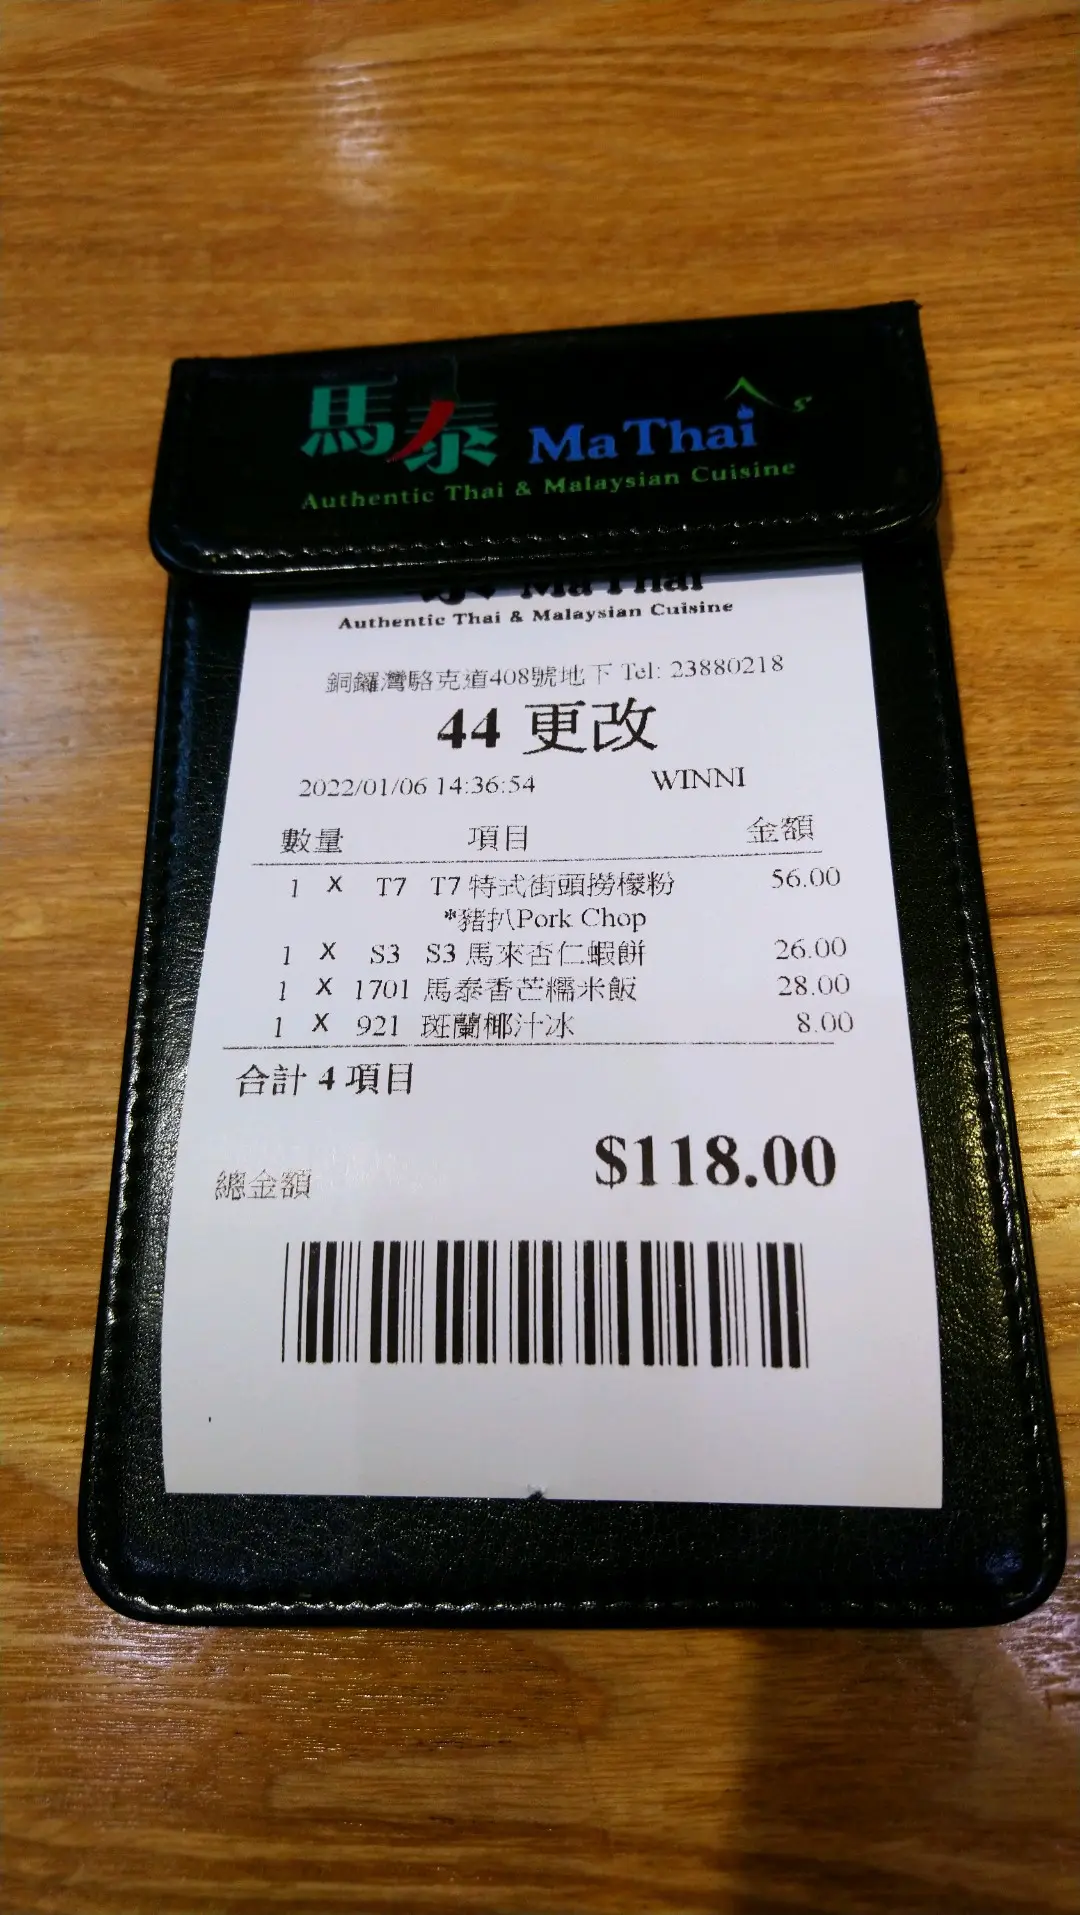 馬泰 MaThai
Authentic Thai & Malaysian Cuisine
泰 MaThai
Authentic Thai & Malaysian Cuisine
銅鑼灣駱克道408號地下 Tel: 23880218
44 更改
2022/01/06 14:36:54 WINNI
數量 項目 金額
1 X T7 T7 特式街頭撈檬粉 56.00
*豬扒Pork Chop
1 X S3 S3 馬來杏仁蝦餅 26.00
1 X 1701 馬泰香芒糯米飯 28.00
1 X 921 斑蘭椰汁冰 8.00
合計 4 項目
總金額 $118.00